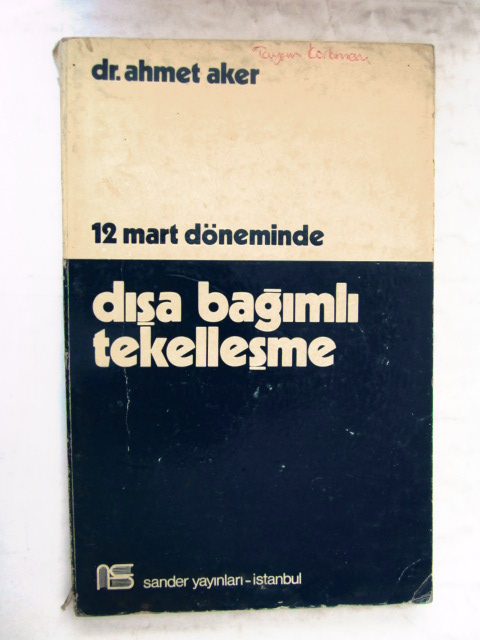 dr. ahmet aker
12 mart döneminde
dışa bağımlı
tekelleşme
sander yayınları - istanbul